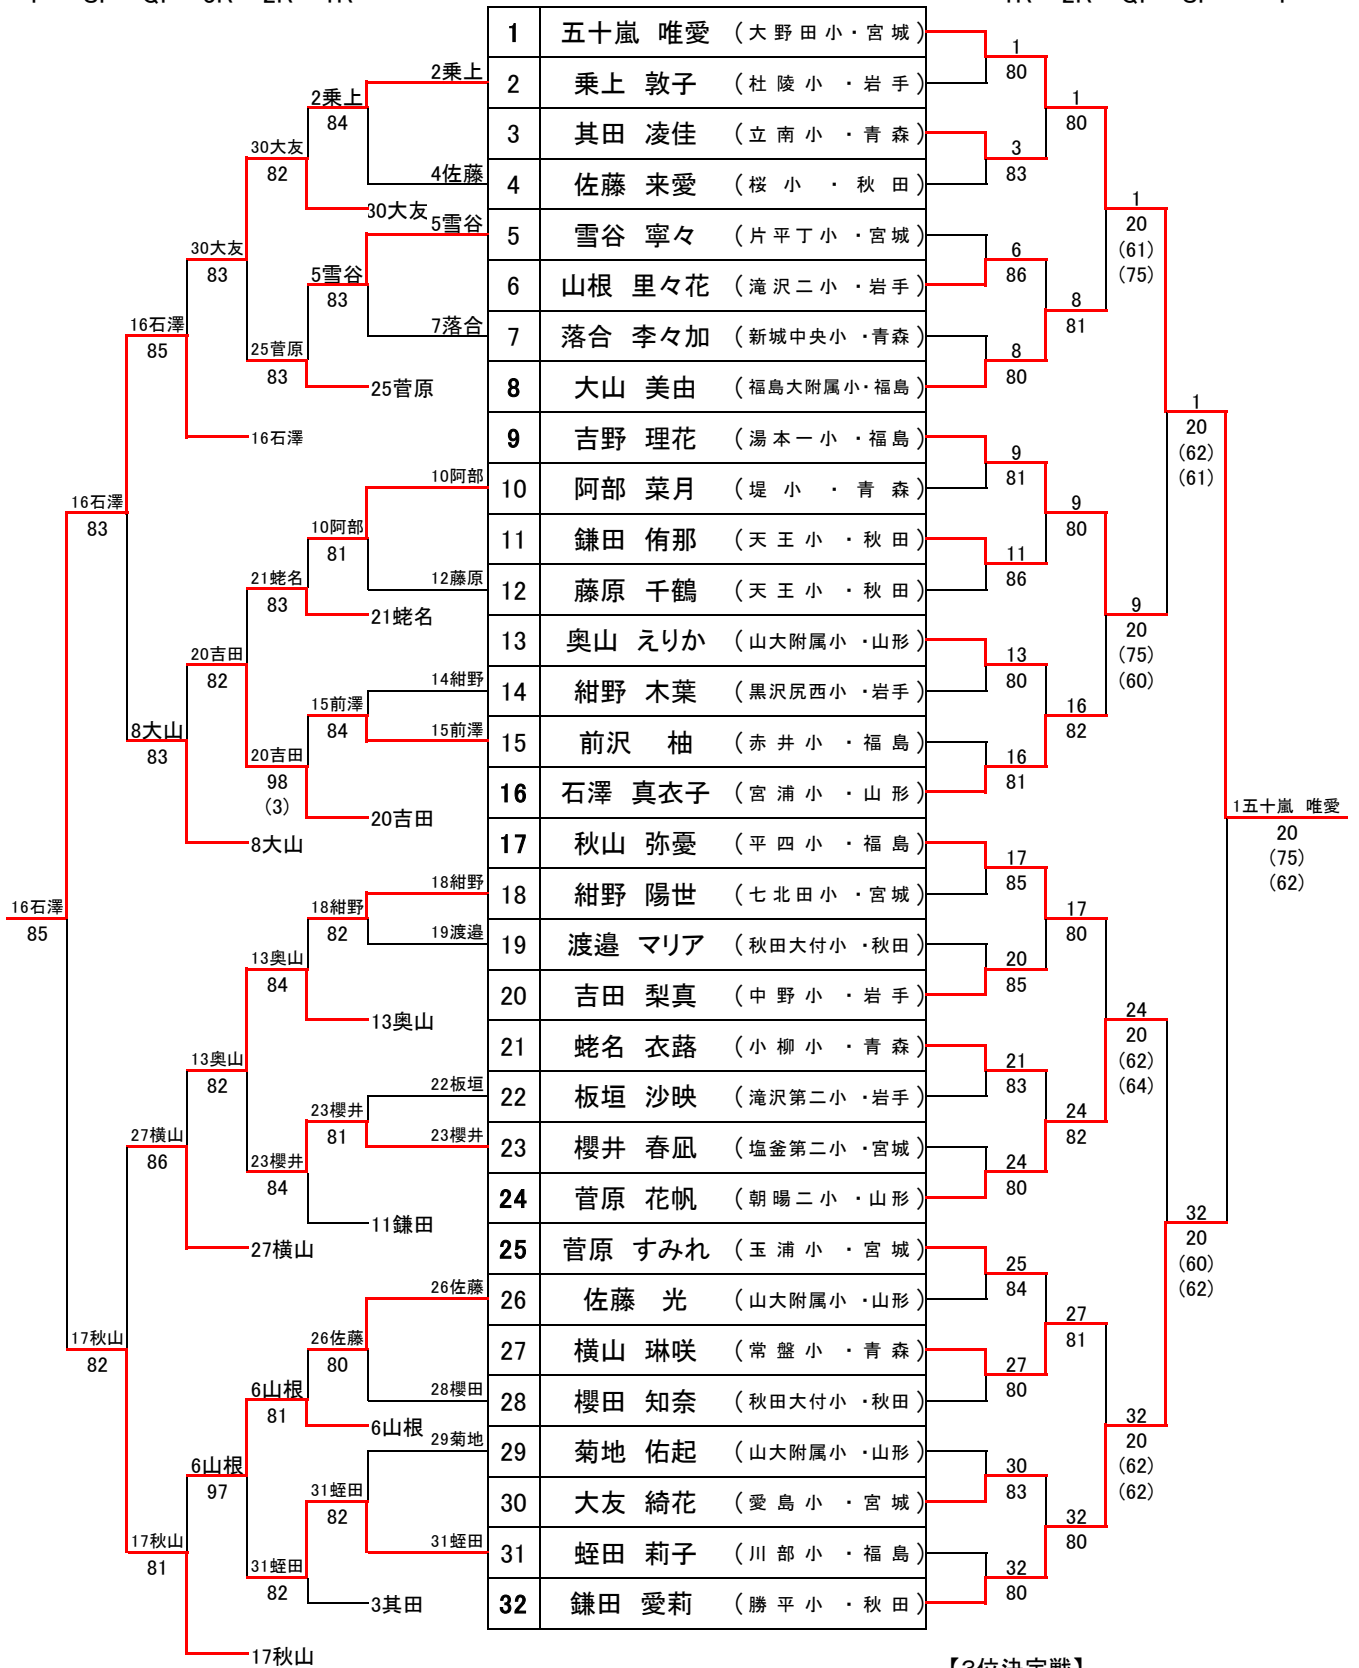 1 五十嵐 唯愛 (大野田小・宮城)
2 乗上 敦子 (杜陵小・岩手)
3 其田 凌佳 (立南小・青森)
4 佐藤 来愛 (桜小・秋田)
5 雪谷 寧々 (片平丁小・宮城)
6 山根 里々花 (滝沢二小・岩手)
7 落合 李々加 (新城中央小・青森)
8 大山 美由 (福島大附属小・福島)
9 吉野 理花 (湯本一小・福島)
10 阿部 菜月 (堤小・青森)
11 鎌田 侑那 (天王小・秋田)
12 藤原 千鶴 (天王小・秋田)
13 奥山 えりか (山大附属小・山形)
14 紺野 木葉 (黒沢尻西小・岩手)
15 前沢 柚 (赤井小・福島)
16 石澤 真衣子 (宮浦小・山形)
17 秋山 弥憂 (平四小・福島)
18 紺野 陽世 (七北田小・宮城)
19 渡邉 マリア (秋田大付小・秋田)
20 吉田 梨真 (中野小・岩手)
21 蛯名 衣蕗 (小柳小・青森)
22 板垣 沙映 (滝沢第二小・岩手)
23 櫻井 春凪 (塩釜第二小・宮城)
24 菅原 花帆 (朝暘二小・山形)
25 菅原 すみれ (玉浦小・宮城)
26 佐藤 光 (山大附属小・山形)
27 横山 琳咲 (常盤小・青森)
28 櫻田 知奈 (秋田大付小・秋田)
29 菊地 佑起 (山大附属小・山形)
30 大友 綺花 (愛島小・宮城)
31 蛭田 莉子 (川部小・福島)
32 鎌田 愛莉 (勝平小・秋田)
1
80
3
83
6
86
8
80
9
81
11
86
13
80
16
81
17
85
20
85
21
83
24
80
25
84
27
80
30
83
32
80
1
80
8
81
9
80
16
82
17
80
24
82
27
81
32
80
1
20
(61)
(75)
9
20
(75)
(60)
24
20
(62)
(64)
32
20
(62)
(62)
1
20
(62)
(61)
32
20
(60)
(62)
1五十嵐 唯愛
20
(75)
(62)
2乗上
4佐藤
5雪谷
7落合
10阿部
12藤原
14紺野
15前澤
18紺野
19渡邉
22板垣
23櫻井
26佐藤
28櫻田
29菊地
31蛭田
2乗上
84
30大友
5雪谷
83
25菅原
10阿部
81
21蛯名
15前澤
84
20吉田
18紺野
82
13奥山
23櫻井
81
11鎌田
26佐藤
80
6山根
31蛭田
82
3其田
30大友
82
25菅原
83
21蛯名
83
20吉田
98
(3)
13奥山
84
23櫻井
84
6山根
81
31蛭田
82
30大友
83
16石澤
20吉田
82
8大山
13奥山
82
27横山
6山根
97
17秋山
16石澤
85
8大山
83
27横山
86
17秋山
81
16石澤
83
17秋山
82
16石澤
85
【3位決定戦】